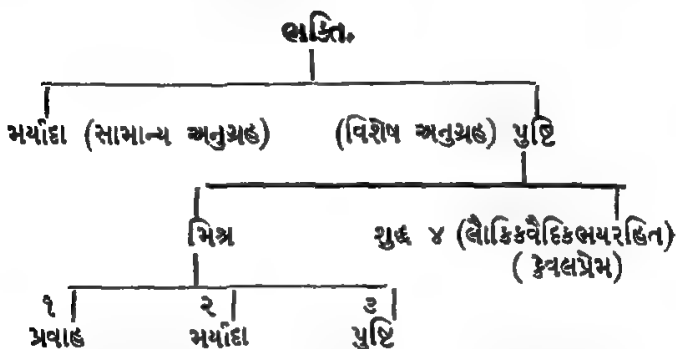 ભક્તિ.
મર્યાદા (સામાન્ય અનુગ્રહ) (વિશેષ અનુગ્રહ) પુષ્ટિ
મિશ્ર શુદ્ધ ૪ (લૌકિકવૈદિકભયરહિત)
(કેવલપ્રેમ)
૧ ૨ ૩
પ્રવાહ મર્યાદા પુષ્ટિ